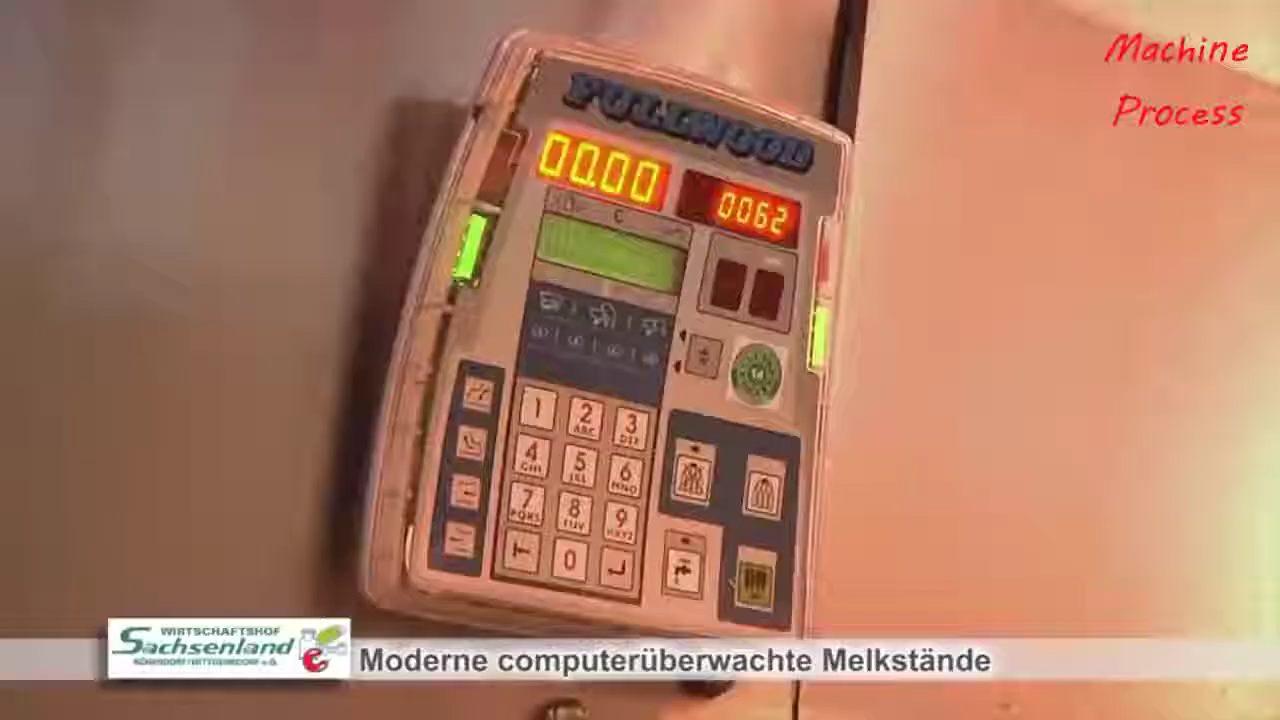 Machine
Process
FULLWOOD
00.00
0062
C
1
2
ABC
3
DEF
4
GHI
5
JKL
6
MNO
7
PQRS
8
TUV
9
WXYZ
0
WIRTSCHAFTSHOF
Sachsenland
Moderne computerüberwachte Melkstände